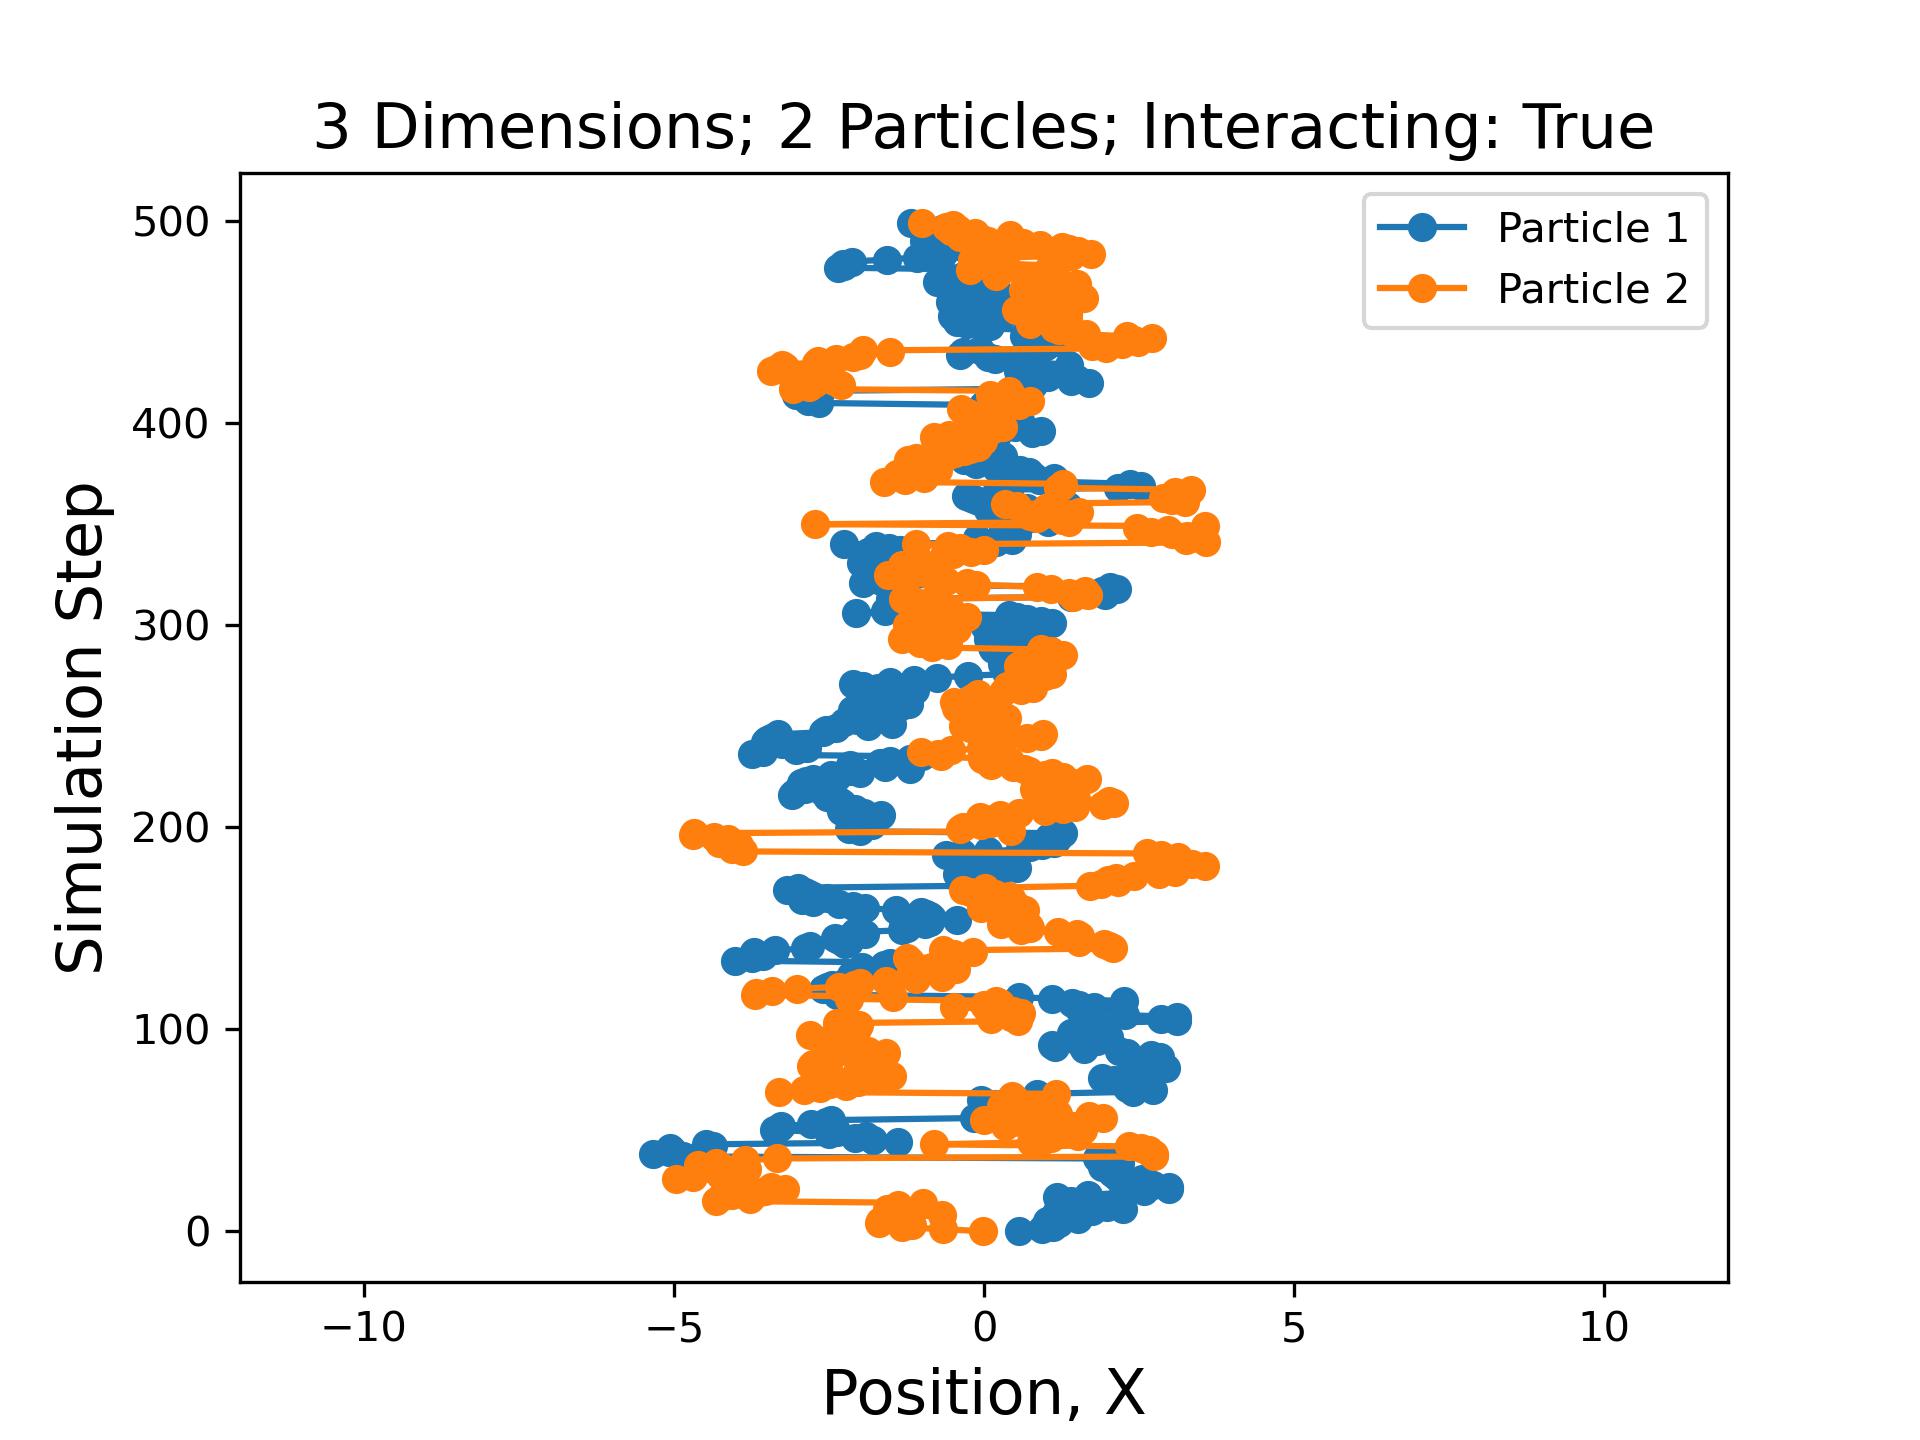 3 Dimensions; 2 Particles; Interacting: True
Particle 1
Particle 2
Simulation Step
500
400
300
200
100
0
−10
−5
0
5
10
Position, X